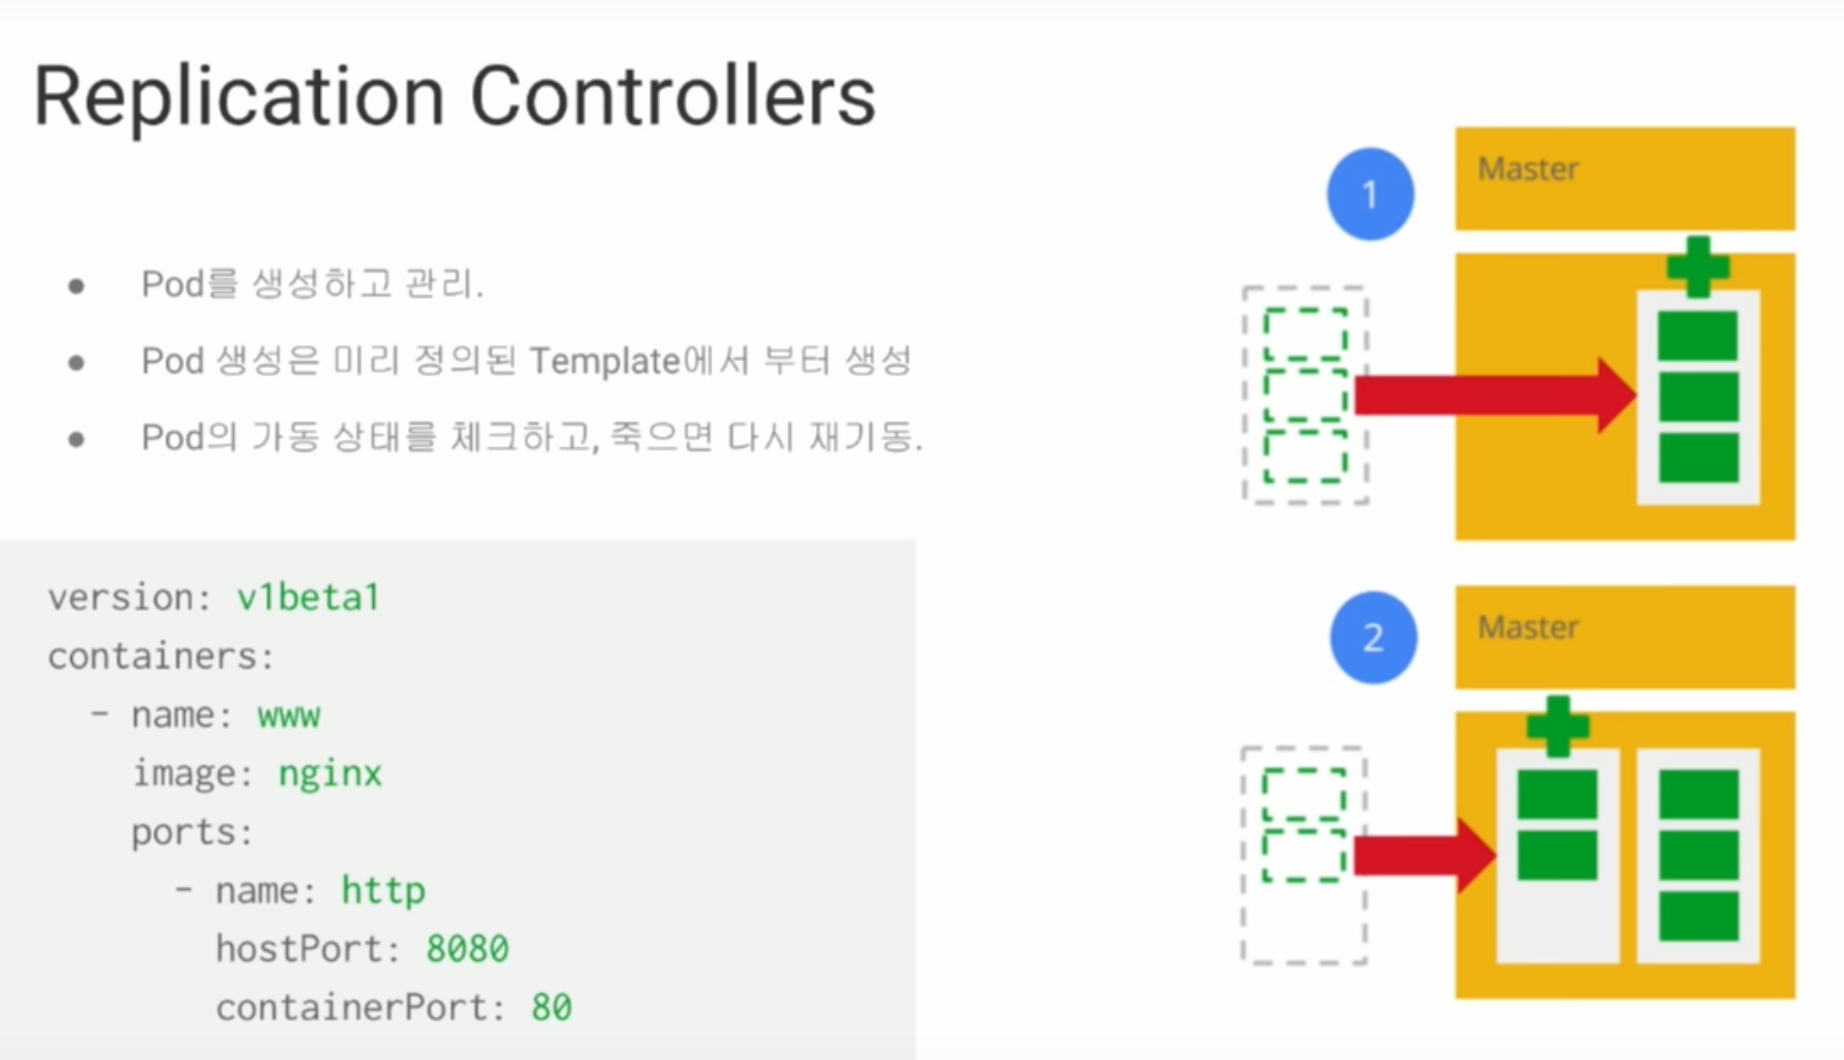 Replication Controllers
● Pod를 생성하고 관리.
● Pod 생성은 미리 정의된 Template에서 부터 생성
● Pod의 가동 상태를 체크하고, 죽으면 다시 재기동.
version: v1beta1
containers:
  - name: www
    image: nginx
    ports:
      - name: http
        hostPort: 8080
        containerPort: 80
1
Master
2
Master